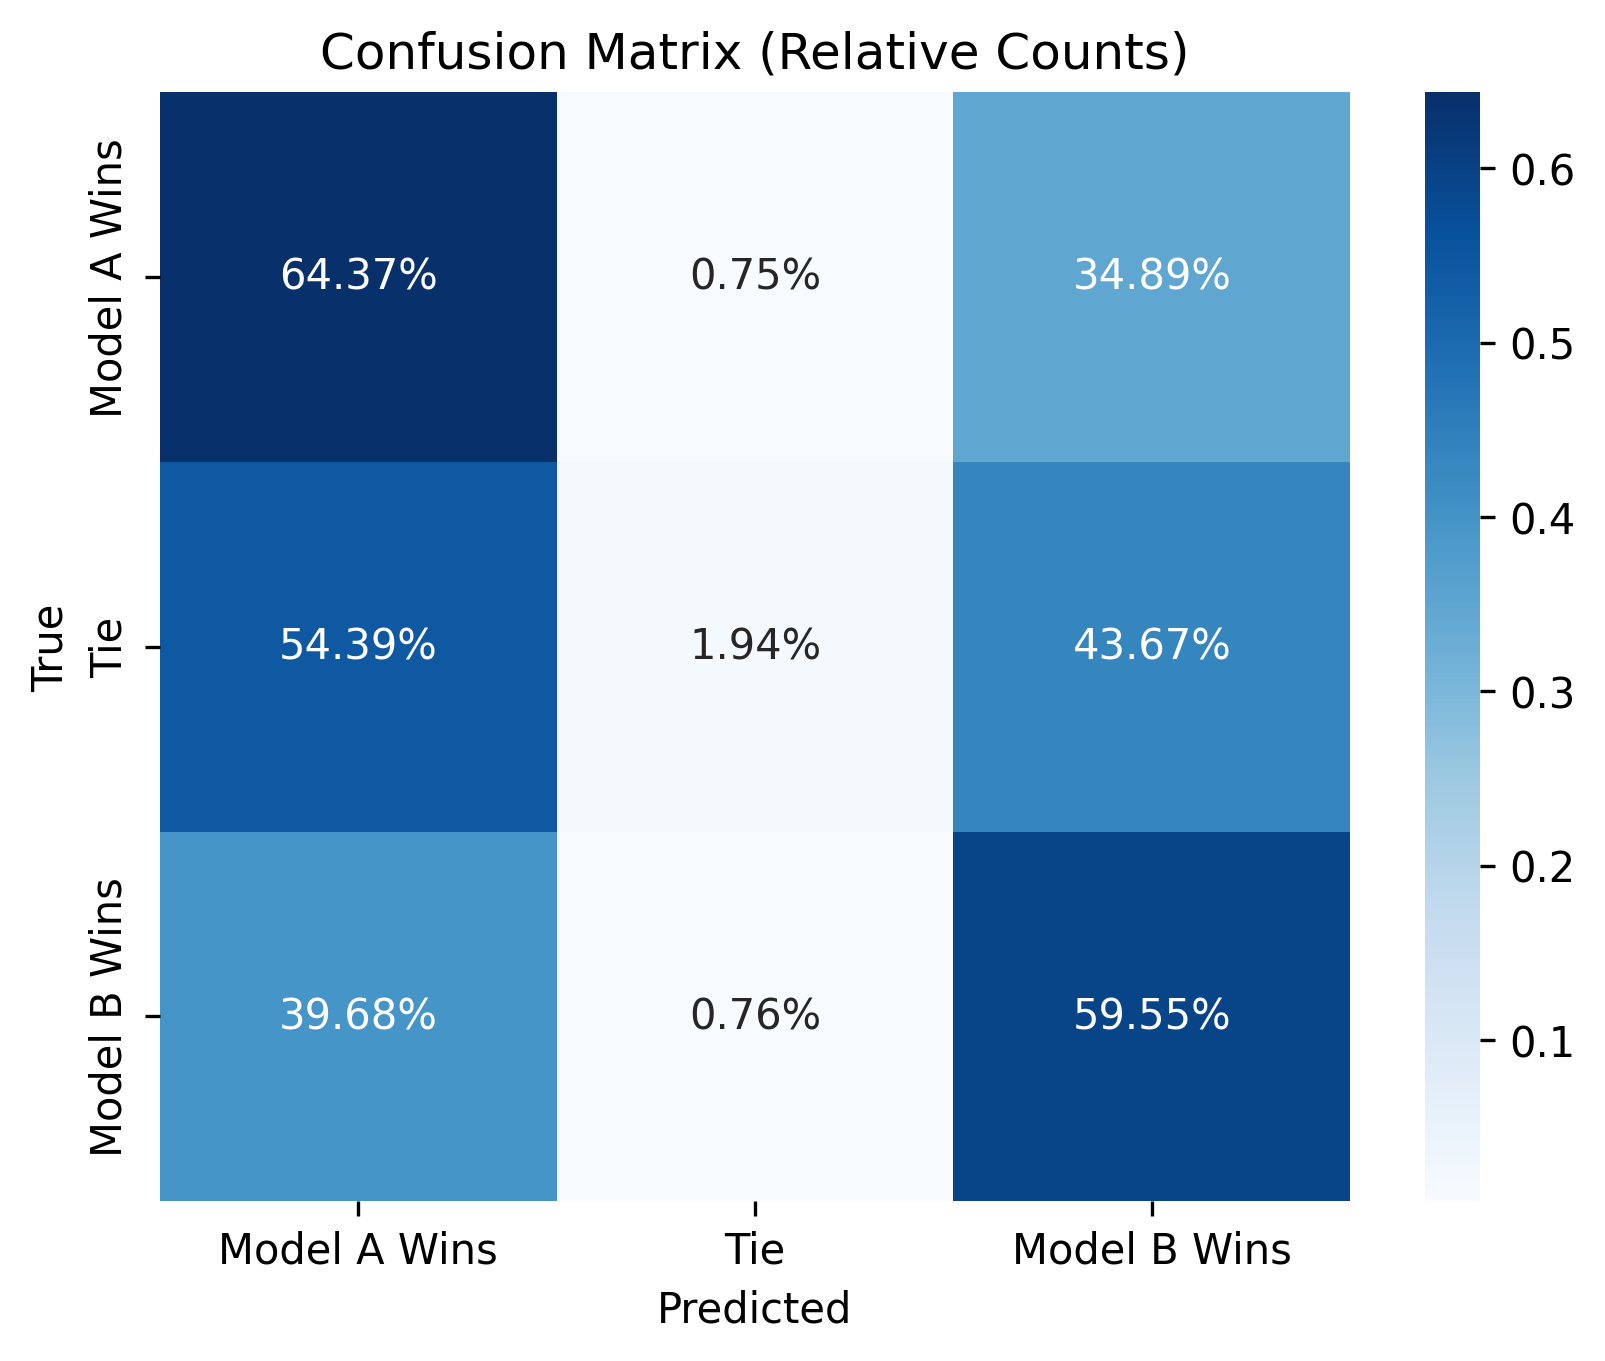 Confusion Matrix (Relative Counts)
True
Model A Wins
Tie
Model B Wins
64.37%
0.75%
34.89%
54.39%
1.94%
43.67%
39.68%
0.76%
59.55%
Model A Wins
Tie
Model B Wins
Predicted
0.6
0.5
0.4
0.3
0.2
0.1